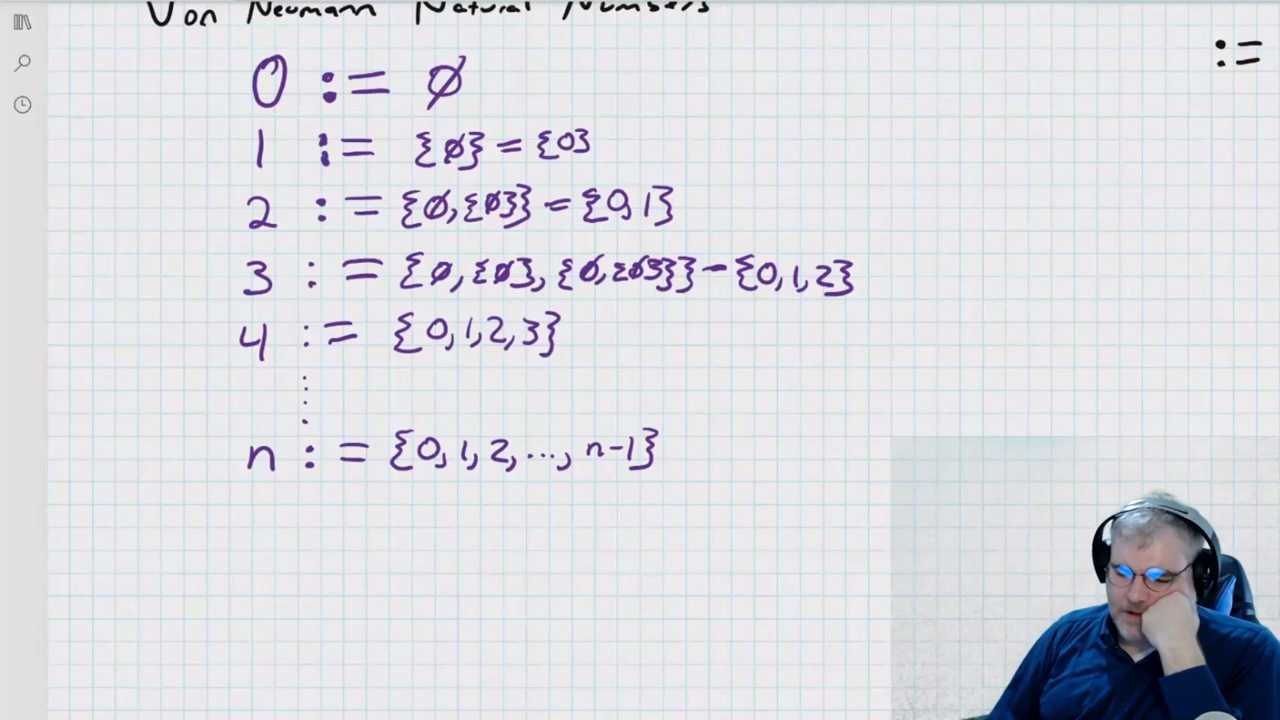 Von Neumann Natural Numbers
:=
0 := ∅
1 := {∅} = {0}
2 := {∅,{∅}} = {0,1}
3 := {∅,{∅},{∅,{∅}}} = {0,1,2}
4 := {0,1,2,3}
⋮
n := {0,1,2,...,n-1}